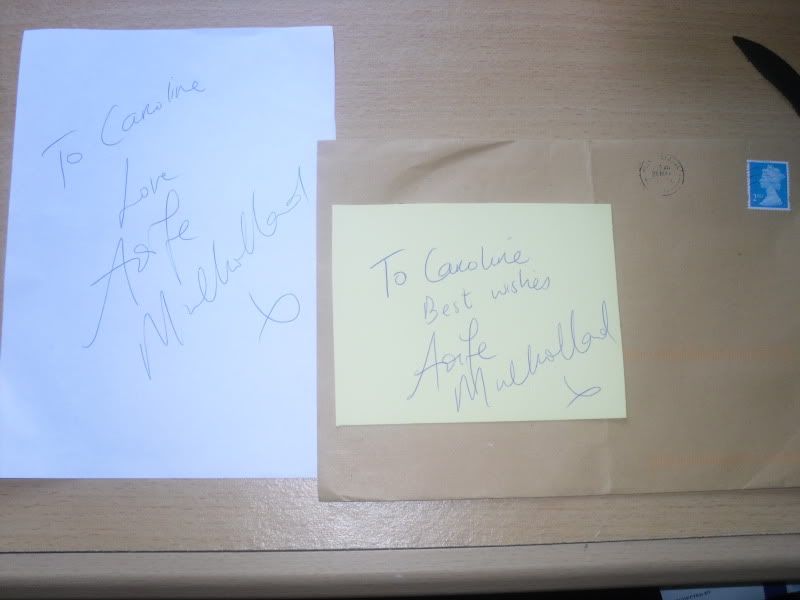 To Caroline
Love
Aoife
Mulholland
x
To Caroline
Best wishes
Aoife
Mulholland
x